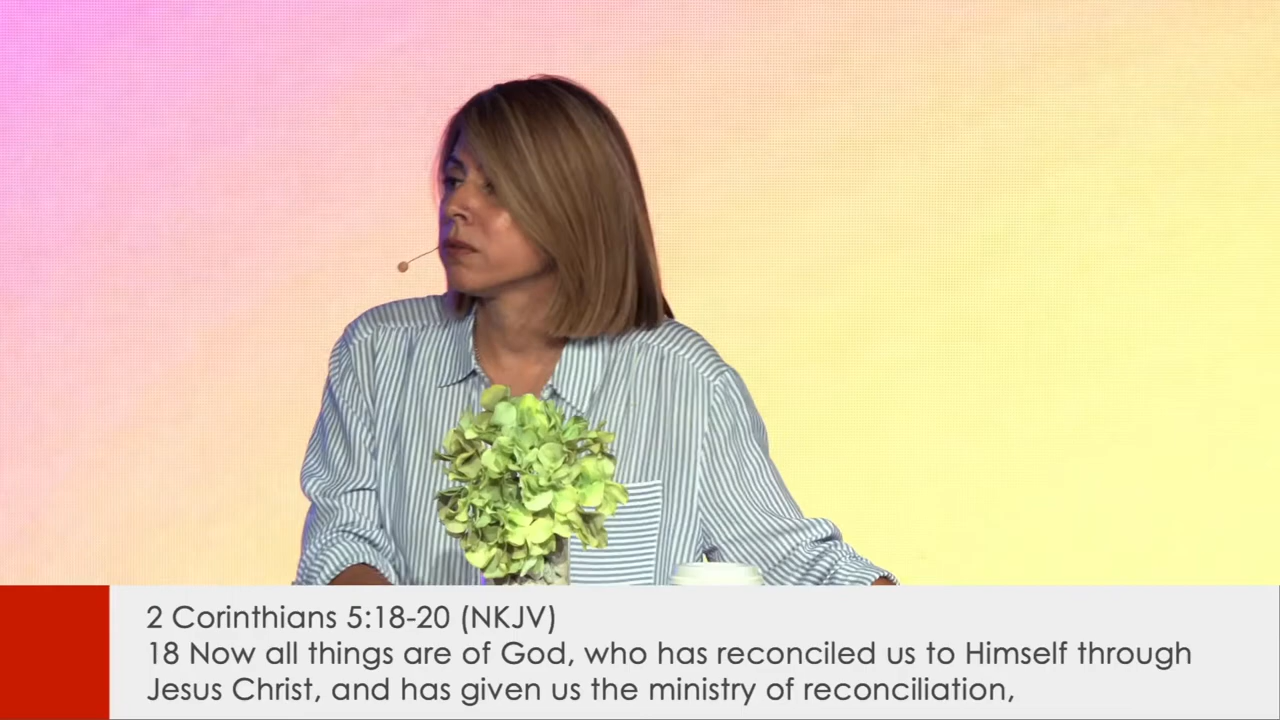 2 Corinthians 5:18-20 (NKJV)
18 Now all things are of God, who has reconciled us to Himself through
Jesus Christ, and has given us the ministry of reconciliation,